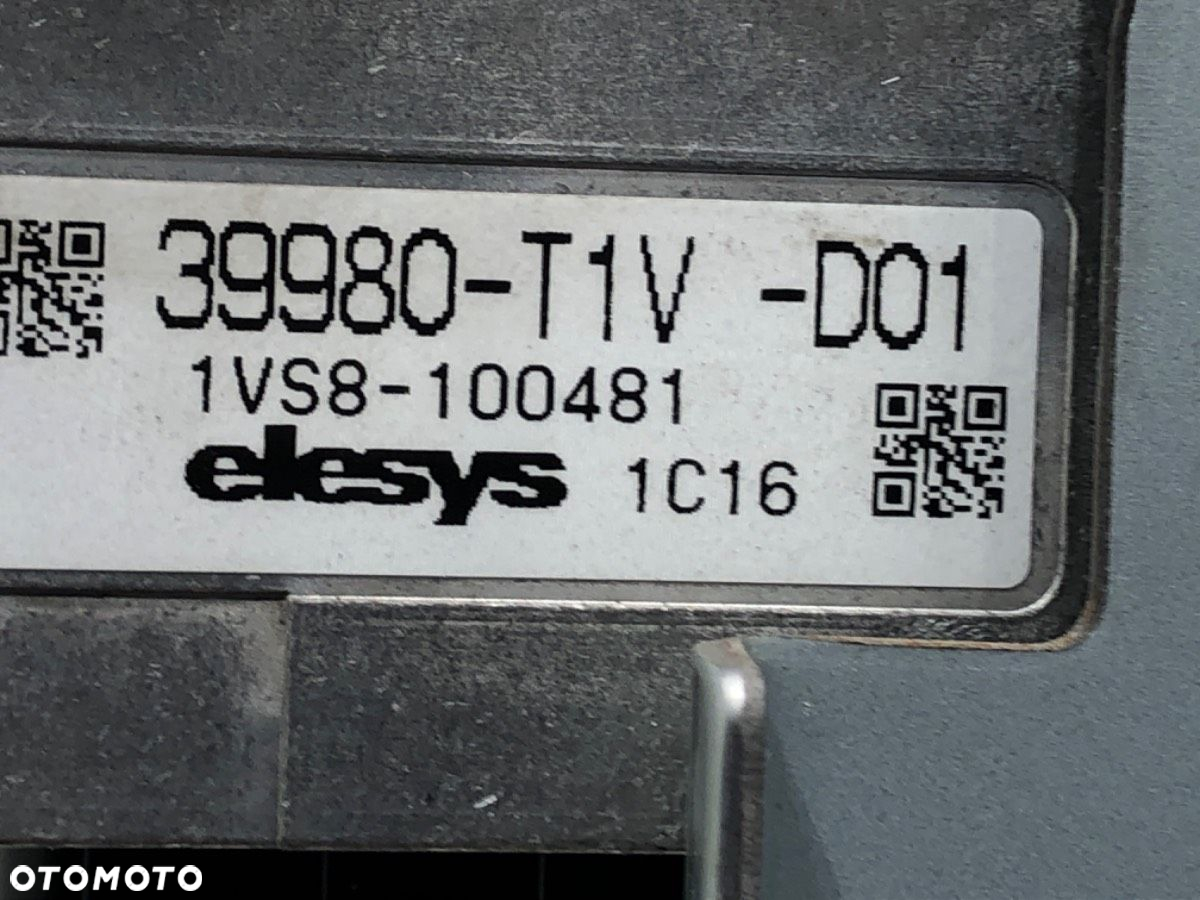 39980-T1V -D01
1VS8-100481
elesys 1C16
OTOMOTO